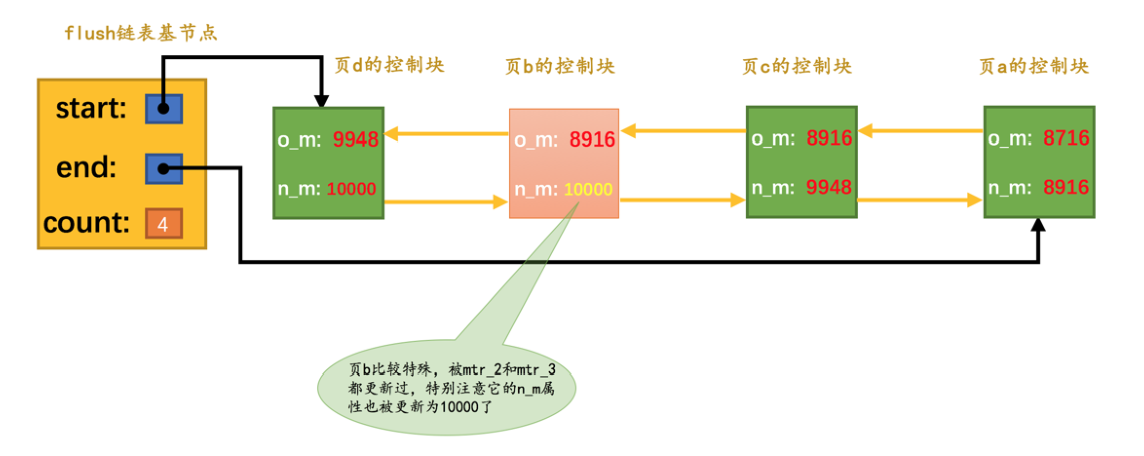 flush链表基节点
start:
end:
count: 4
页d的控制块
o_m: 9948
n_m: 10000
页b的控制块
o_m: 8916
n_m: 10000
页c的控制块
o_m: 8916
n_m: 9948
页a的控制块
o_m: 8716
n_m: 8916
页b比较特殊，被mtr_2和mtr_3
都更新过，特别注意它的n_m属
性也被更新为10000了